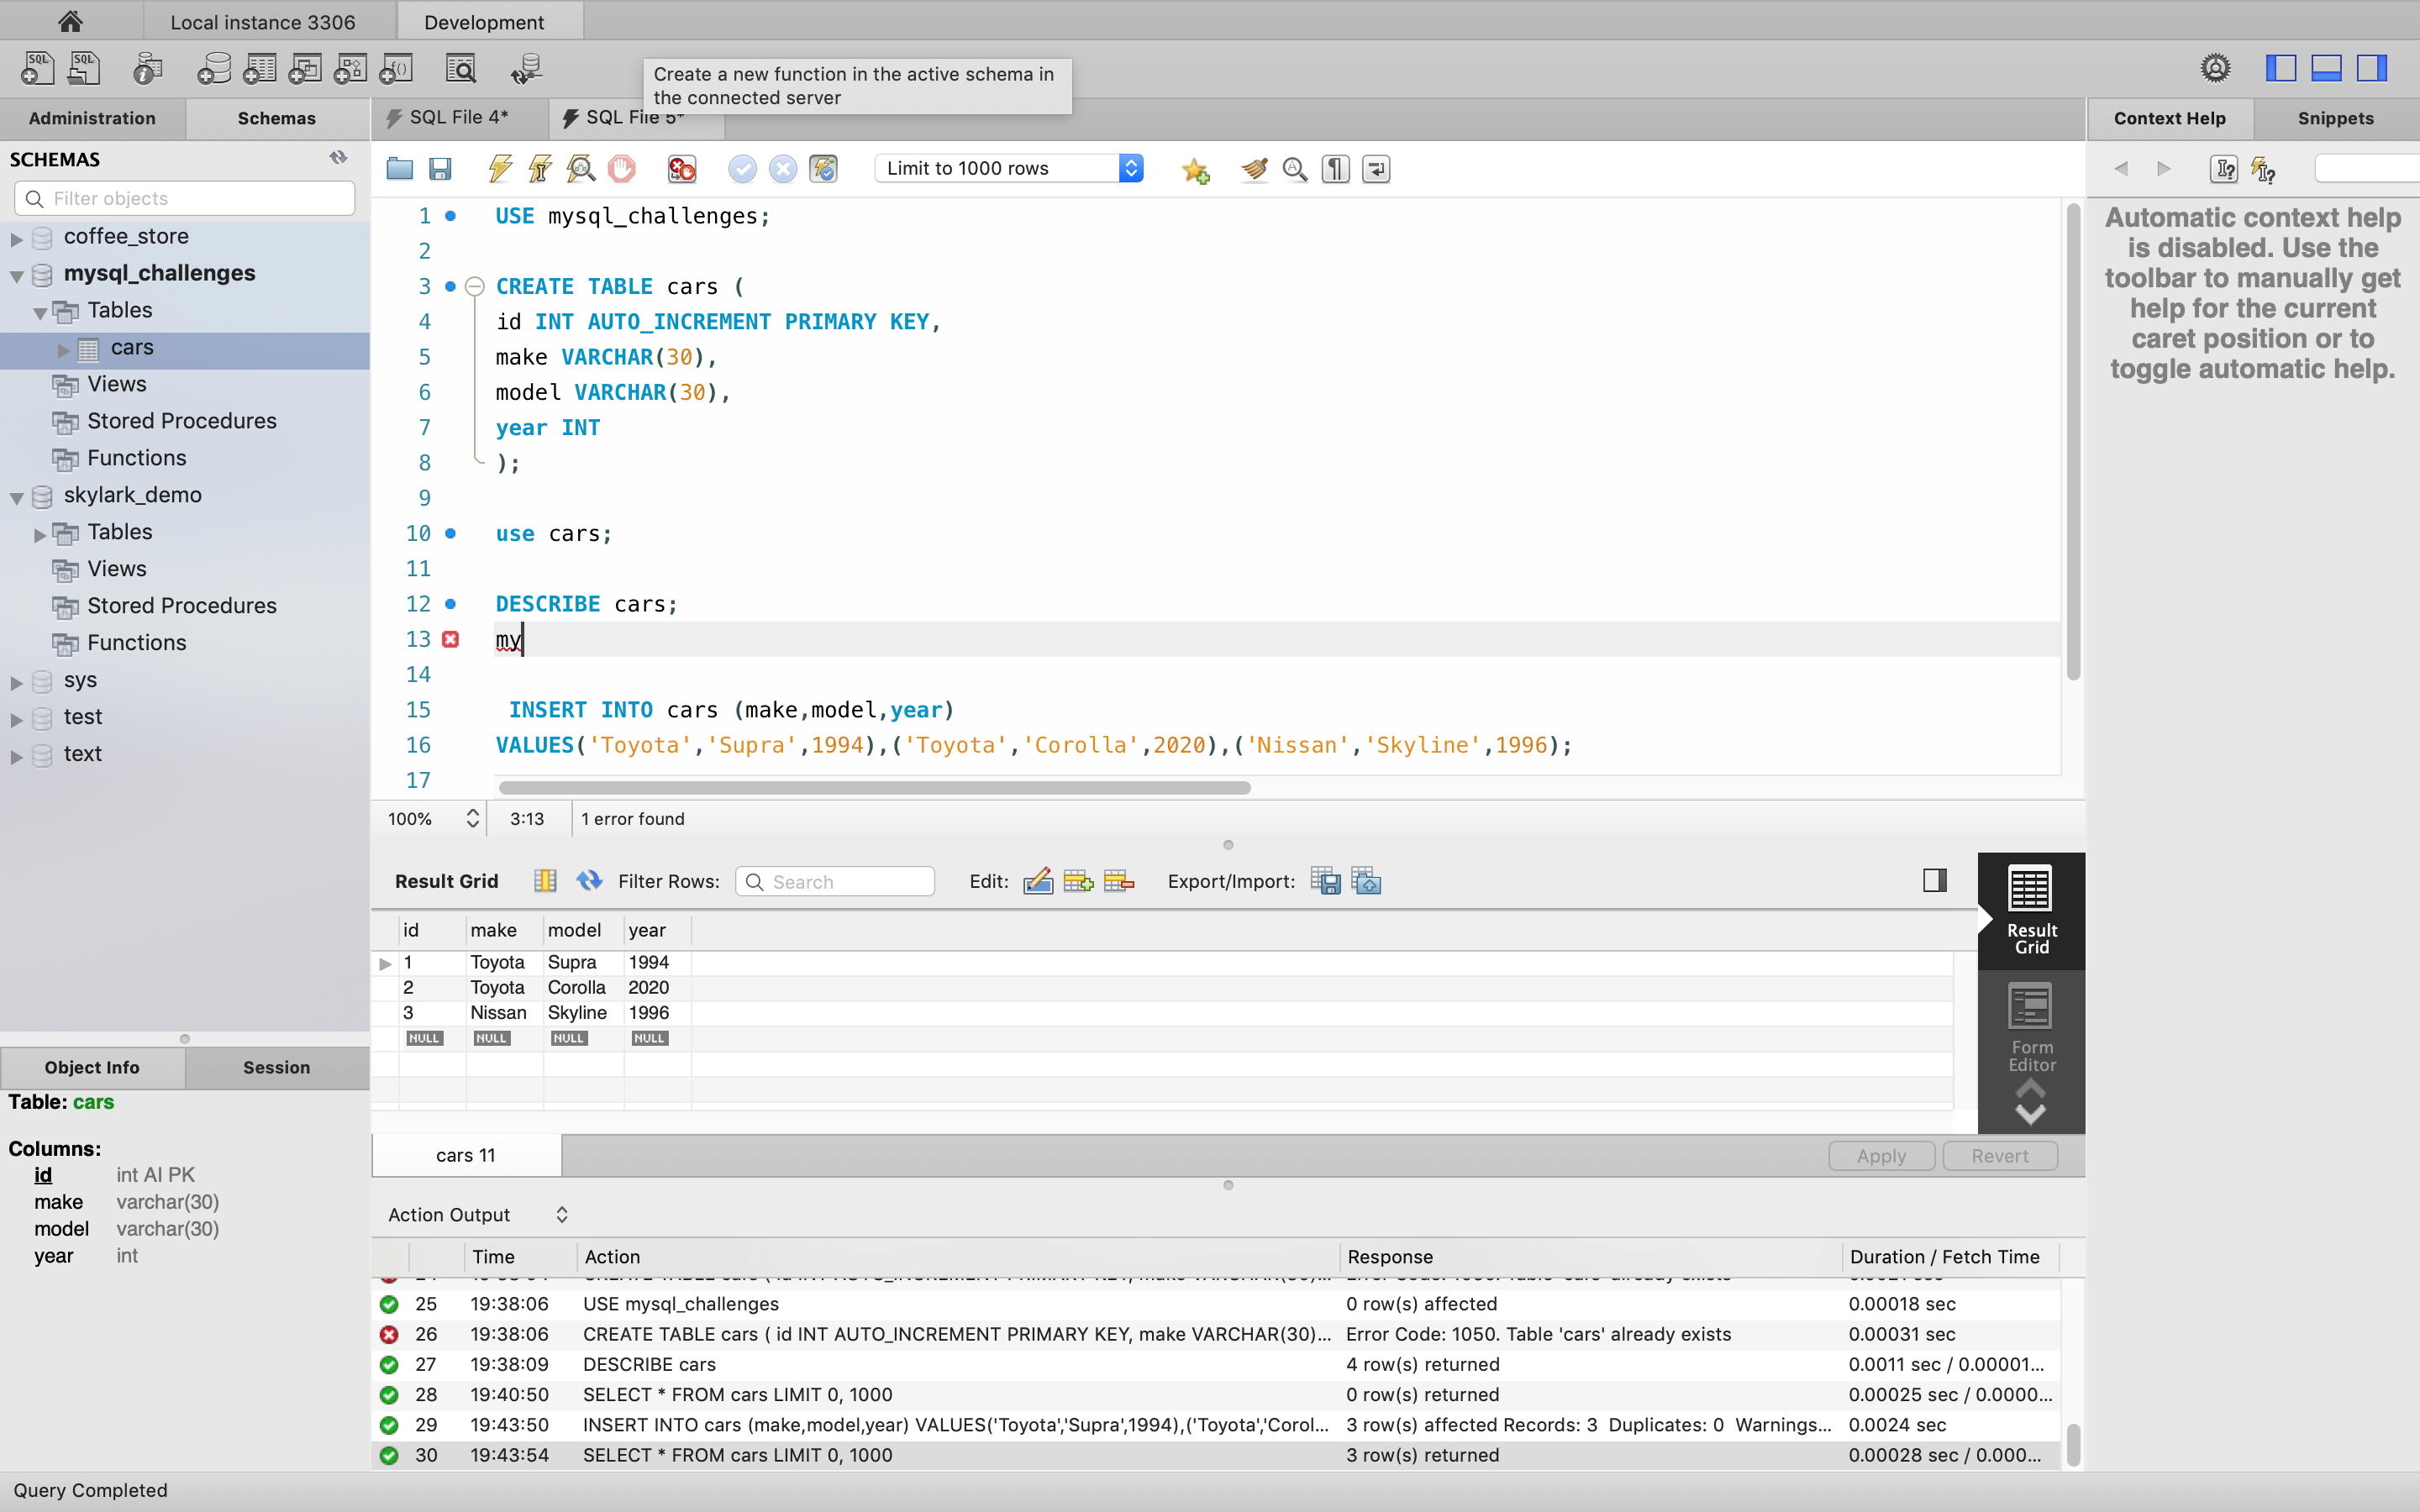 Local instance 3306
Development
Create a new function in the active schema in
the connected server
Administration
Schemas
SQL File 4*
SQL File 5*
Context Help
Snippets
SCHEMAS
Filter objects
Limit to 1000 rows
coffee_store
mysql_challenges
Tables
cars
Views
Stored Procedures
Functions
skylark_demo
Tables
Views
Stored Procedures
Functions
sys
test
text
1 USE mysql_challenges;
2
3 CREATE TABLE cars (
4 id INT AUTO_INCREMENT PRIMARY KEY,
5 make VARCHAR(30),
6 model VARCHAR(30),
7 year INT
8 );
9
10 use cars;
11
12 DESCRIBE cars;
13 my
14
15 INSERT INTO cars (make,model,year)
16 VALUES('Toyota','Supra',1994),('Toyota','Corolla',2020),('Nissan','Skyline',1996);
17
Automatic context help
is disabled. Use the
toolbar to manually get
help for the current
caret position or to
toggle automatic help.
100% 3:13 1 error found
Result Grid Filter Rows: Search Edit: Export/Import:
id make model year
1 Toyota Supra 1994
2 Toyota Corolla 2020
3 Nissan Skyline 1996
NULL NULL NULL NULL
Result
Grid
Form
Editor
cars 11
Apply Revert
Object Info Session
Table: cars
Columns:
id int AI PK
make varchar(30)
model varchar(30)
year int
Action Output
Time Action Response Duration / Fetch Time
25 19:38:06 USE mysql_challenges 0 row(s) affected 0.00018 sec
26 19:38:06 CREATE TABLE cars ( id INT AUTO_INCREMENT PRIMARY KEY, make VARCHAR(30)... Error Code: 1050. Table 'cars' already exists 0.00031 sec
27 19:38:09 DESCRIBE cars 4 row(s) returned 0.0011 sec / 0.00001...
28 19:40:50 SELECT * FROM cars LIMIT 0, 1000 0 row(s) returned 0.00025 sec / 0.0000...
29 19:43:50 INSERT INTO cars (make,model,year) VALUES('Toyota','Supra',1994),('Toyota','Corol... 3 row(s) affected Records: 3 Duplicates: 0 Warnings... 0.0024 sec
30 19:43:54 SELECT * FROM cars LIMIT 0, 1000 3 row(s) returned 0.00028 sec / 0.000...
Query Completed